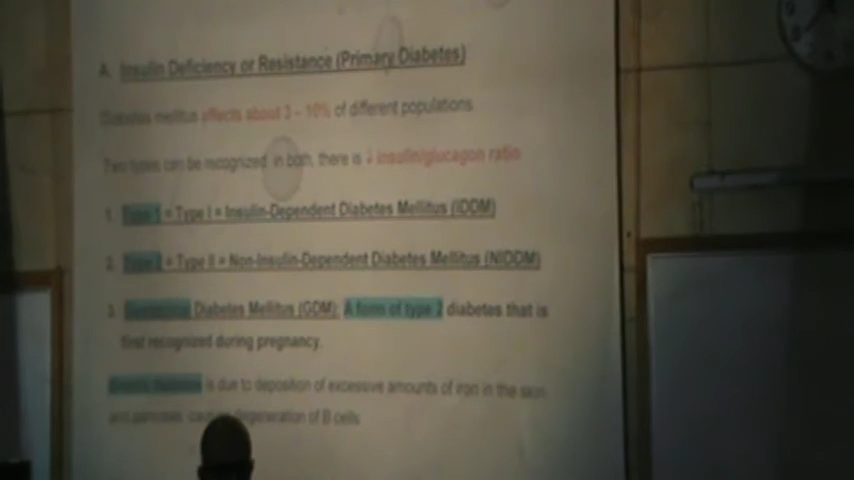 A. Insulin Deficiency or Resistance (Primary Diabetes)
Diabetes mellitus affects about 3 – 10% of different populations
Two types can be recognized, in both, there is ↓ insulin/glucagon ratio
1. Type 1 = Type I = Insulin-Dependent Diabetes Mellitus (IDDM)
2. Type 2 = Type II = Non-Insulin-Dependent Diabetes Mellitus (NIDDM)
3. Gestational Diabetes Mellitus (GDM): A form of type 2 diabetes that is
first recognized during pregnancy.
is due to deposition of excessive amounts of iron in the skin
and pancreas degeneration of B cells